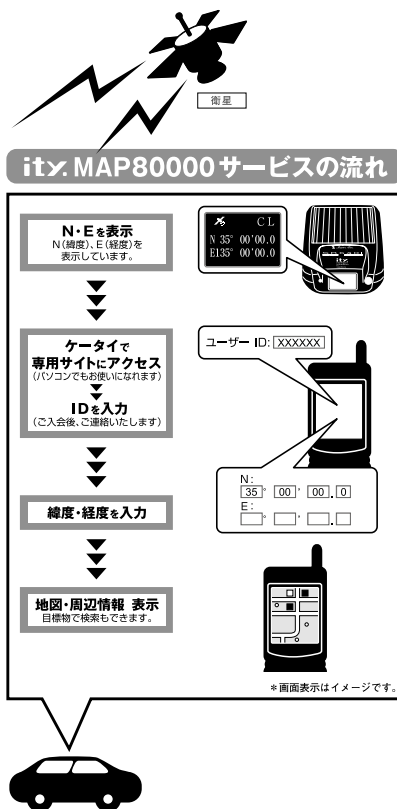 衛星
ity. MAP80000サービスの流れ
N・Eを表示
N(緯度)、E(経度)を
表示しています。
CL
N 35° 00'00.0
E135° 00'00.0
ity.
ケータイで
専用サイトにアクセス
(パソコンでもお使いになれます)
IDを入力
(ご入会後、ご連絡いたします)
ユーザー ID: XXXXXX
緯度・経度を入力
N:
35° 00' 00.0
E:
° ' .
地図・周辺情報 表示
目標物で検索もできます。
＊画面表示はイメージです。